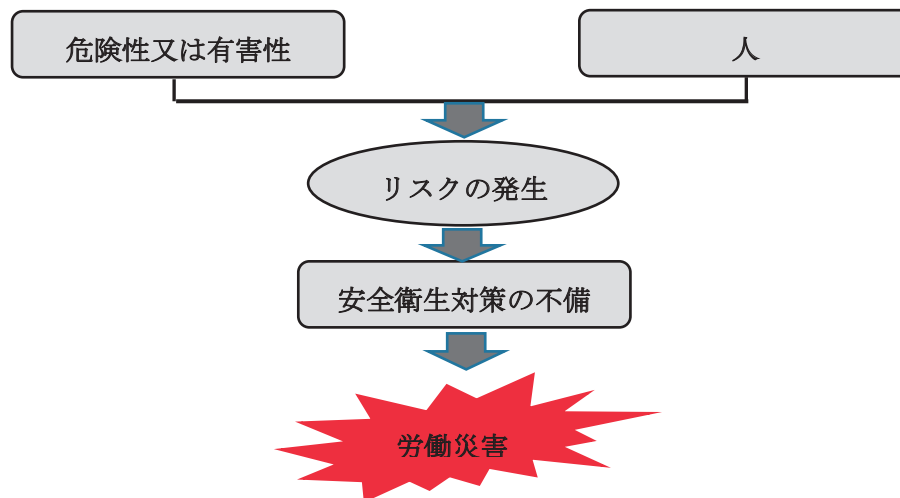 危険性又は有害性
人
リスクの発生
安全衛生対策の不備
労働災害